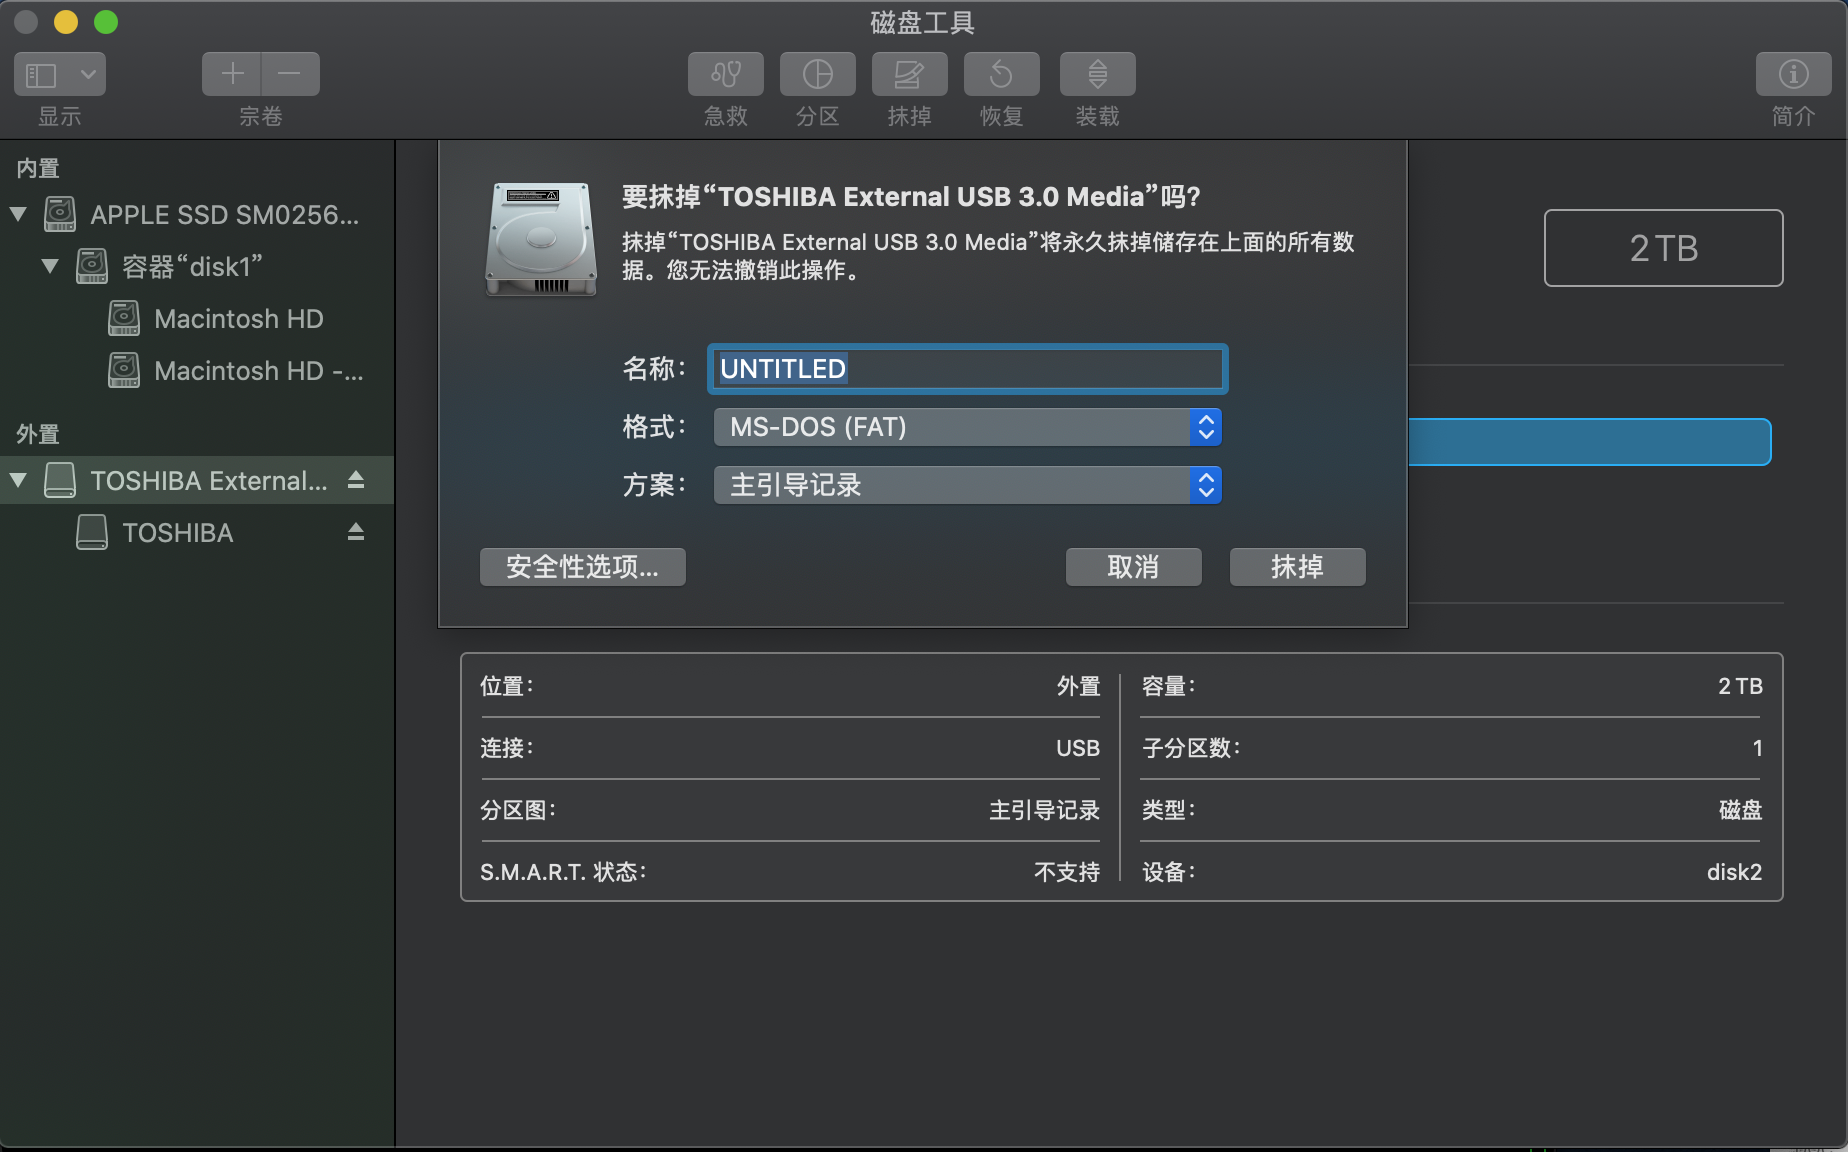 磁盘工具
显示
宗卷
急救
分区
抹掉
恢复
装载
简介
内置
APPLE SSD SM0256...
容器“disk1”
Macintosh HD
Macintosh HD -...
外置
TOSHIBA External...
TOSHIBA
要抹掉“TOSHIBA External USB 3.0 Media”吗?
抹掉“TOSHIBA External USB 3.0 Media”将永久抹掉储存在上面的所有数
据。您无法撤销此操作。
名称： UNTITLED
格式： MS-DOS (FAT)
方案： 主引导记录
安全性选项...
取消
抹掉
2 TB
位置： 外置
连接： USB
分区图： 主引导记录
S.M.A.R.T. 状态： 不支持
容量： 2 TB
子分区数： 1
类型： 磁盘
设备： disk2